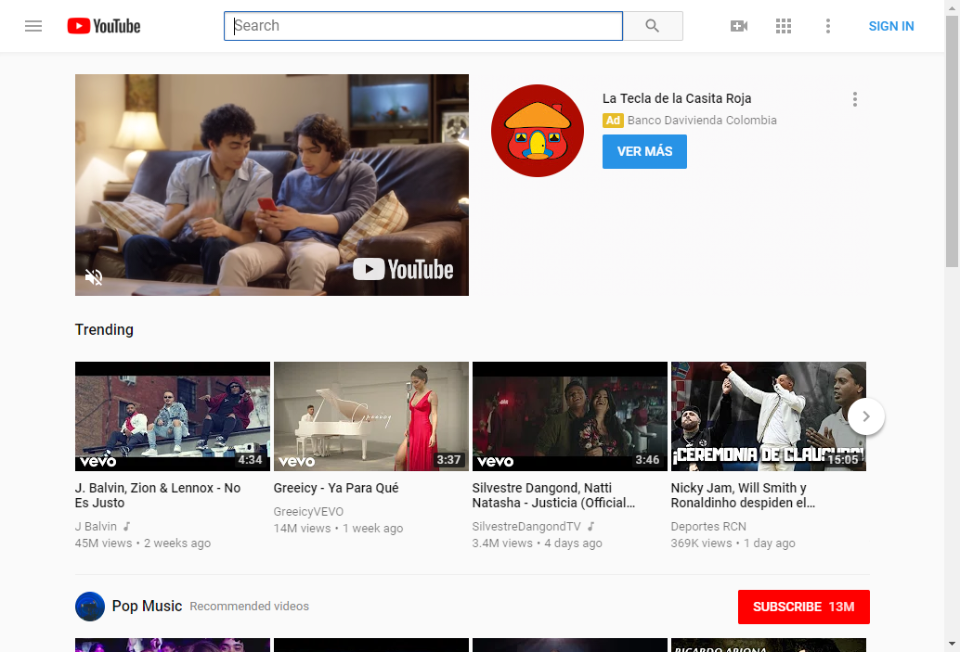 YouTube
Search
SIGN IN
La Tecla de la Casita Roja
Ad Banco Davivienda Colombia
VER MÁS
YouTube
Trending
vevo 4:34
vevo 3:37
Greeicy
vevo 3:46
¡CEREMONIA DE CLAUSURA!
15:05
J. Balvin, Zion & Lennox - No
Es Justo
J Balvin
45M views • 2 weeks ago
Greeicy - Ya Para Qué
GreeicyVEVO
14M views • 1 week ago
Silvestre Dangond, Natti
Natasha - Justicia (Official...
SilvestreDangondTV
3.4M views • 4 days ago
Nicky Jam, Will Smith y
Ronaldinho despiden el...
Deportes RCN
369K views • 1 day ago
Pop Music Recommended videos
SUBSCRIBE 13M
RICARDO ARJONA